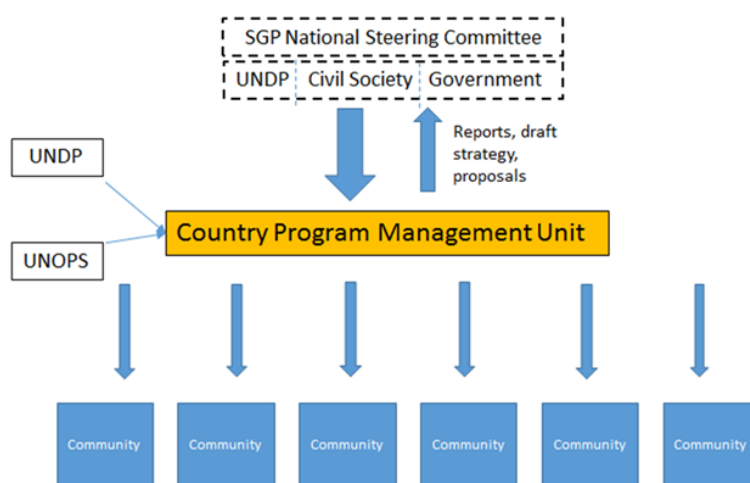 SGP National Steering Committee
UNDP Civil Society Government
Reports, draft
strategy,
proposals
UNDP
Country Program Management Unit
UNOPS
Community Community Community Community Community Community